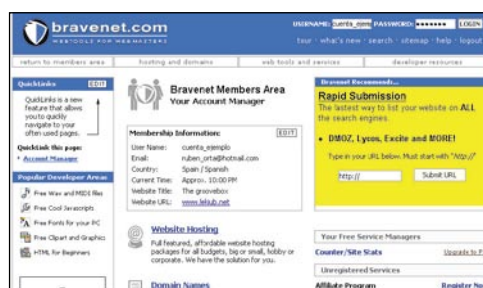 bravenet.com
WEBTOOLS FOR WEBMASTERS
USERNAME: cuenta_ejemp PASSWORD: ******* LOGIN
tour · what's new · search · sitemap · help · logout
return to members area
hosting and domains
web tools and services
developer resources
QuickLinks EDIT
QuikLinks is a new
feature that allows
you to quickly
navigate to your
often used pages.
Quicklink this page:
Account Manager
Popular Developer Areas
Free Wav and MIDI files
Free Cool Javascripts
Free Fonts for your PC
Free Clipart and Graphics
HTML for Beginners
Bravenet Members Area
Your Account Manager
Membership Information: EDIT
User Name: cuenta_ejemplo
Email: ruben_orta@hotmail.com
Country: Spain / Spanish
Current Time: Approx. 10:00 PM
Website Title: The groovebox
Website URL: www.lelsub.net
Website Hosting
Full featured, affordable website hosting
packages for all budgets, big or small, hobby or
corporate. We have the solution for you.
Domain Names
Bravenet Recommends...
Rapid Submission
The fastest way to list your website on ALL
the search engines.
• DMOZ, Lycos, Excite and MORE!
Type in your URL below. Must start with "http://"
http:// Submit URL
Your Free Service Managers
Counter/Site Stats Upgrade to P
Unregistered Services
Affiliate Program Register No